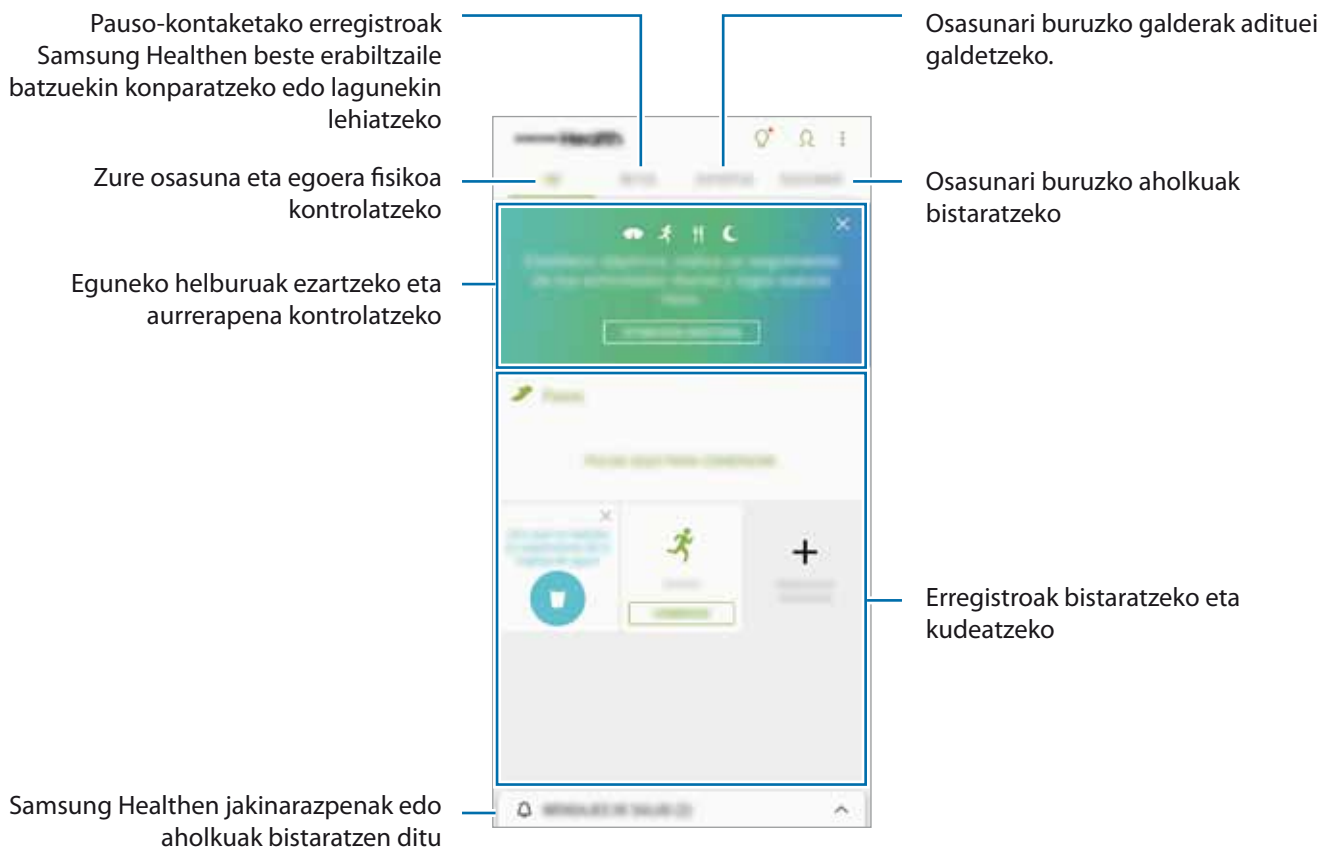 Pauso-kontaketako erregistroak
Samsung Healthen beste erabiltzaile
batzuekin konparatzeko edo lagunekin
lehiatzeko
Osasunari buruzko galderak adituei
galdetzeko.
Zure osasuna eta egoera fisikoa
kontrolatzeko
Osasunari buruzko aholkuak
bistaratzeko
Eguneko helburuak ezartzeko eta
aurrerapena kontrolatzeko
Erregistroak bistaratzeko eta
kudeatzeko
Samsung Healthen jakinarazpenak edo
aholkuak bistaratzen ditu
Health